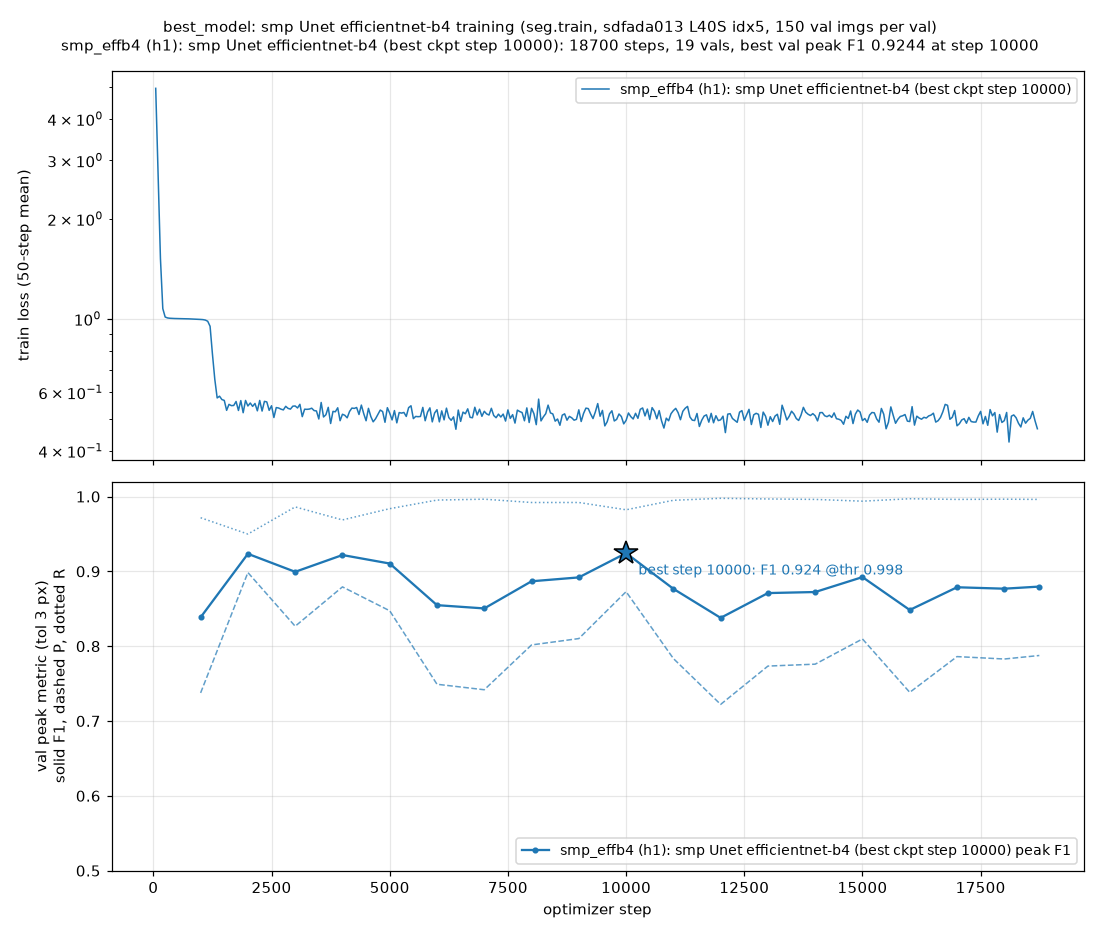 best_model: smp Unet efficientnet-b4 training (seg.train, sdfada013 L40S idx5, 150 val imgs per val)
smp_effb4 (h1): smp Unet efficientnet-b4 (best ckpt step 10000): 18700 steps, 19 vals, best val peak F1 0.9244 at step 10000
smp_effb4 (h1): smp Unet efficientnet-b4 (best ckpt step 10000)
4 × 10⁰
3 × 10⁰
2 × 10⁰
10⁰
6 × 10⁻¹
4 × 10⁻¹
train loss (50-step mean)
1.0
0.9
0.8
0.7
0.6
0.5
val peak metric (tol 3 px)
solid F1, dashed P, dotted R
best step 10000: F1 0.924 @thr 0.998
smp_effb4 (h1): smp Unet efficientnet-b4 (best ckpt step 10000) peak F1
0 2500 5000 7500 10000 12500 15000 17500
optimizer step